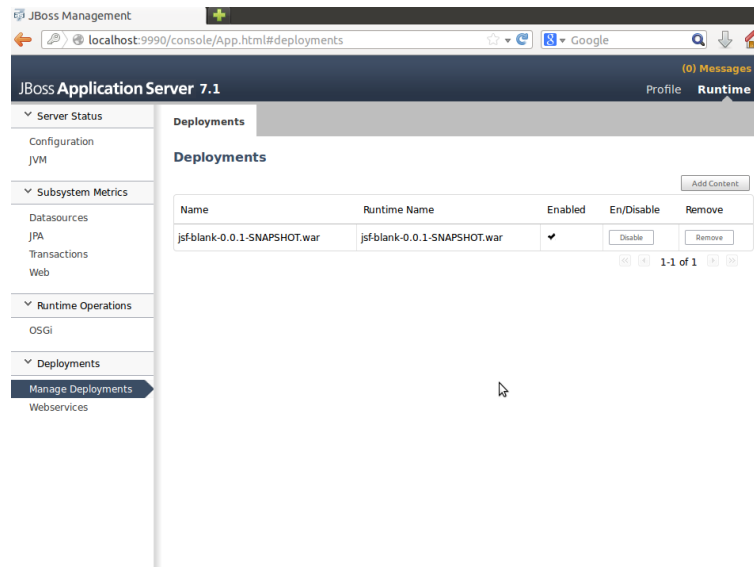 JBoss Management
localhost:9990/console/App.html#deployments
Google
(0) Messages
JBoss Application Server 7.1
Profile Runtime
Server Status
Configuration
JVM
Subsystem Metrics
Datasources
JPA
Transactions
Web
Runtime Operations
OSGi
Deployments
Manage Deployments
Webservices
Deployments
Deployments
Add Content
Name Runtime Name Enabled En/Disable Remove
jsf-blank-0.0.1-SNAPSHOT.war jsf-blank-0.0.1-SNAPSHOT.war Disable Remove
1-1 of 1